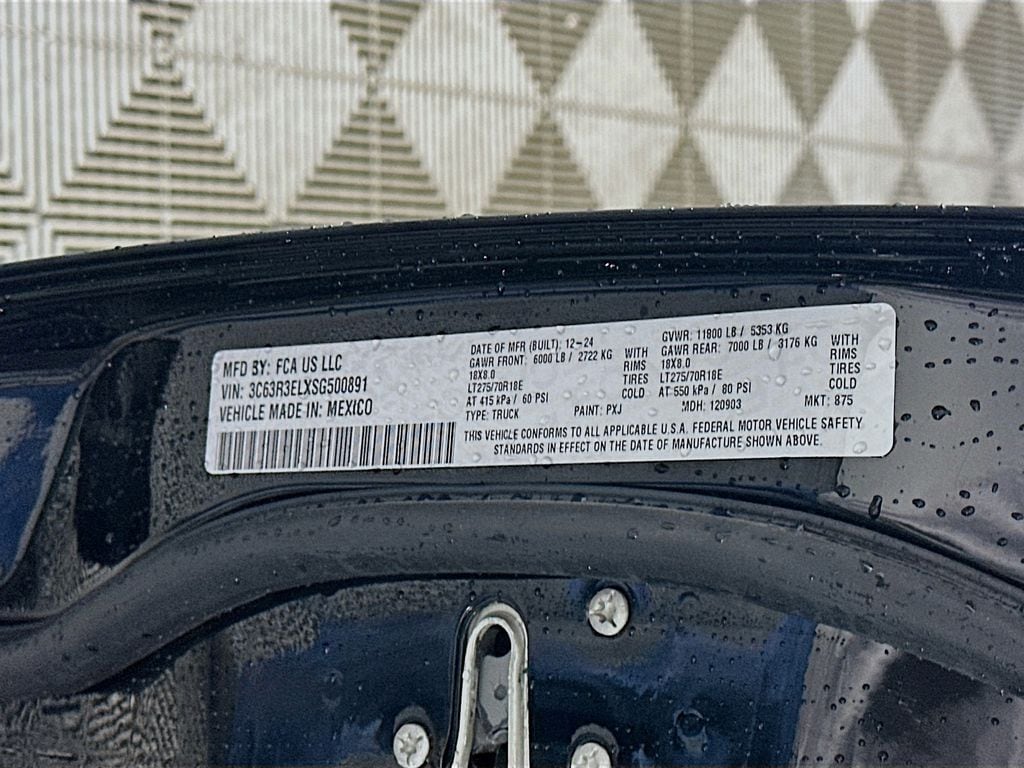 MFD BY: FCA US LLC
VIN: 3C63R3ELXSG500891
VEHICLE MADE IN: MEXICO
DATE OF MFR (BUILT): 12-24
GAWR FRONT: 6000 LB / 2722 KG
18X8.0
LT275/70R18E
AT 415 kPa / 60 PSI
WITH
RIMS
TIRES
COLD
GVWR: 11800 LB / 5353 KG
GAWR REAR: 7000 LB / 3176 KG
18X8.0
LT275/70R18E
AT 550 kPa / 80 PSI
WITH
RIMS
TIRES
COLD
TYPE: TRUCK PAINT: PXJ MDH: 120903 MKT: 875
THIS VEHICLE CONFORMS TO ALL APPLICABLE U.S.A. FEDERAL MOTOR VEHICLE SAFETY
STANDARDS IN EFFECT ON THE DATE OF MANUFACTURE SHOWN ABOVE.